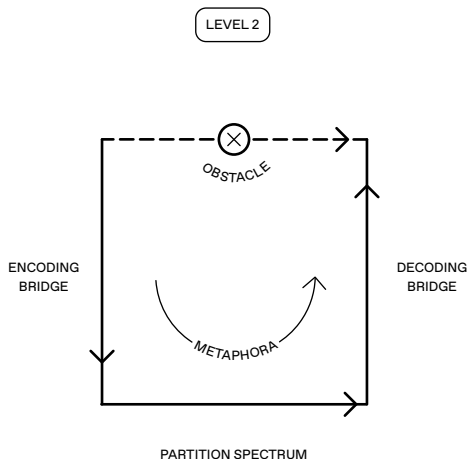 LEVEL 2
OBSTACLE
ENCODING
BRIDGE
DECODING
BRIDGE
METAPHORA
PARTITION SPECTRUM